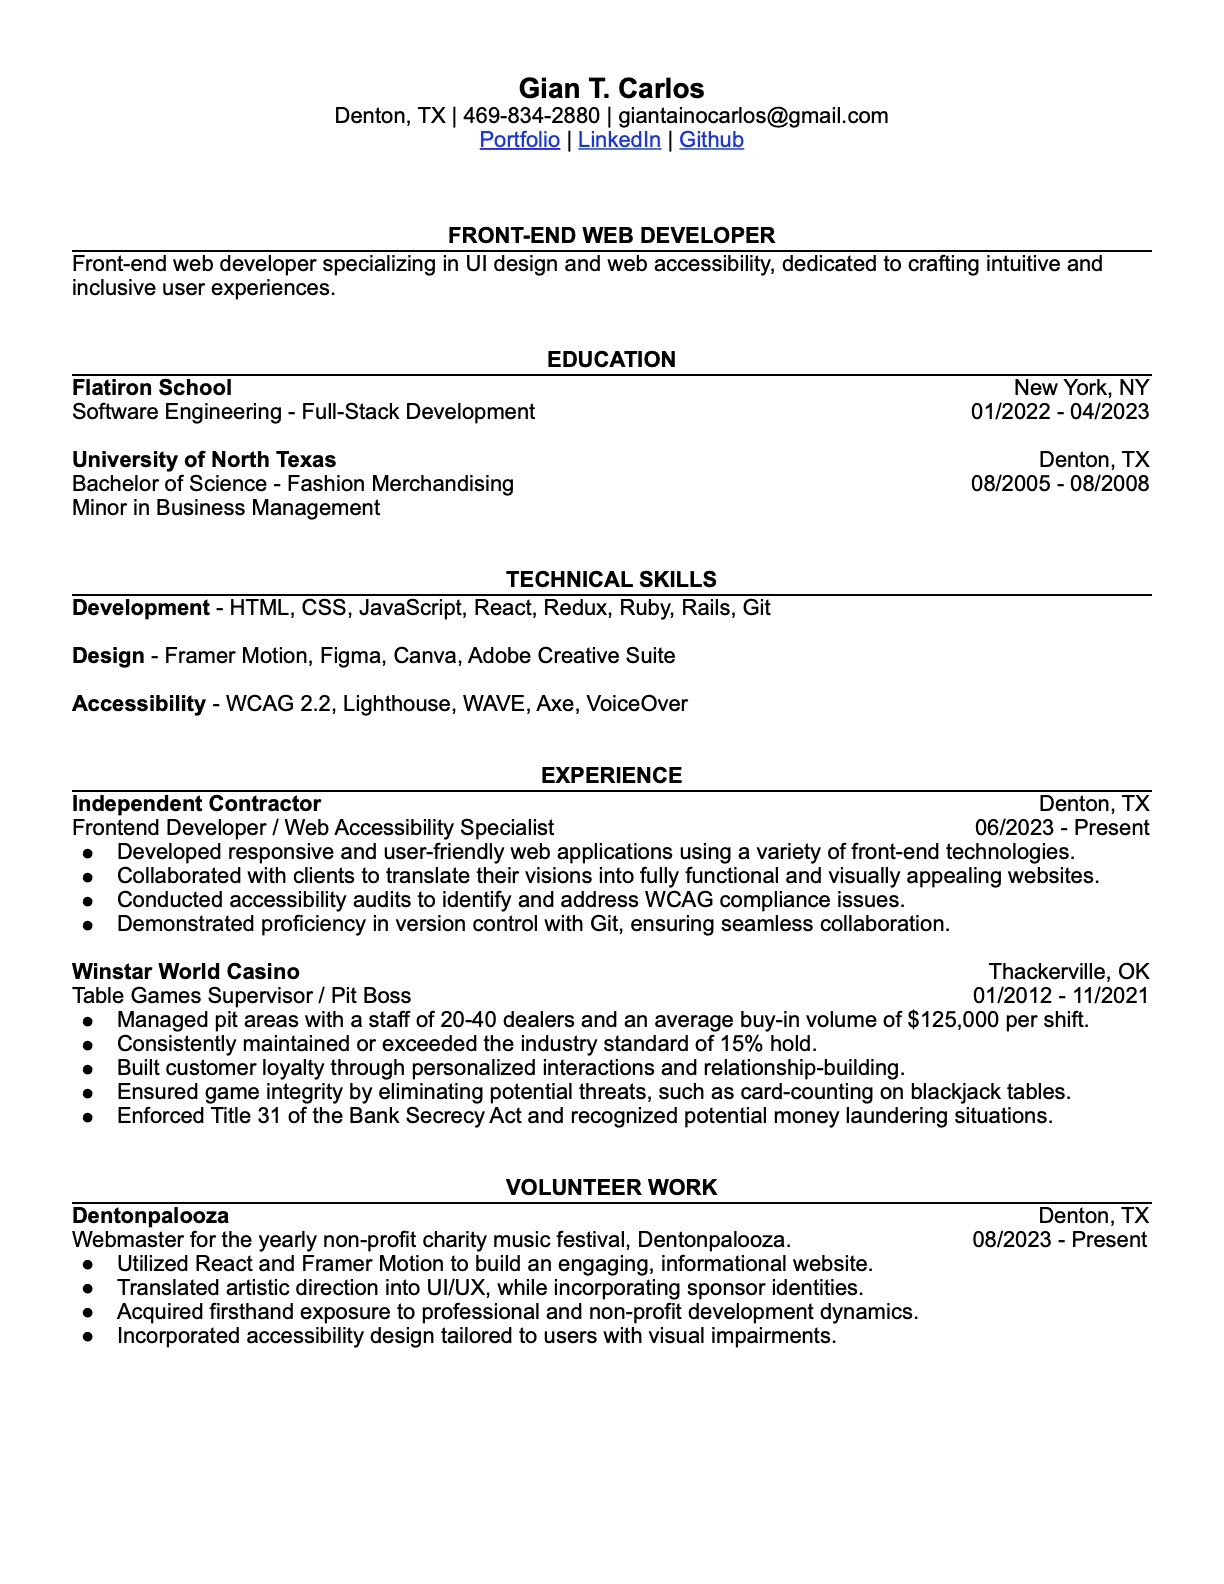 Gian T. Carlos
Denton, TX | 469-834-2880 | giantainocarlos@gmail.com
Portfolio | LinkedIn | Github
FRONT-END WEB DEVELOPER
Front-end web developer specializing in UI design and web accessibility, dedicated to crafting intuitive and
inclusive user experiences.
EDUCATION
Flatiron School New York, NY
Software Engineering - Full-Stack Development 01/2022 - 04/2023
University of North Texas Denton, TX
Bachelor of Science - Fashion Merchandising 08/2005 - 08/2008
Minor in Business Management
TECHNICAL SKILLS
Development - HTML, CSS, JavaScript, React, Redux, Ruby, Rails, Git
Design - Framer Motion, Figma, Canva, Adobe Creative Suite
Accessibility - WCAG 2.2, Lighthouse, WAVE, Axe, VoiceOver
EXPERIENCE
Independent Contractor Denton, TX
Frontend Developer / Web Accessibility Specialist 06/2023 - Present
● Developed responsive and user-friendly web applications using a variety of front-end technologies.
● Collaborated with clients to translate their visions into fully functional and visually appealing websites.
● Conducted accessibility audits to identify and address WCAG compliance issues.
● Demonstrated proficiency in version control with Git, ensuring seamless collaboration.
Winstar World Casino Thackerville, OK
Table Games Supervisor / Pit Boss 01/2012 - 11/2021
● Managed pit areas with a staff of 20-40 dealers and an average buy-in volume of $125,000 per shift.
● Consistently maintained or exceeded the industry standard of 15% hold.
● Built customer loyalty through personalized interactions and relationship-building.
● Ensured game integrity by eliminating potential threats, such as card-counting on blackjack tables.
● Enforced Title 31 of the Bank Secrecy Act and recognized potential money laundering situations.
VOLUNTEER WORK
Dentonpalooza Denton, TX
Webmaster for the yearly non-profit charity music festival, Dentonpalooza. 08/2023 - Present
● Utilized React and Framer Motion to build an engaging, informational website.
● Translated artistic direction into UI/UX, while incorporating sponsor identities.
● Acquired firsthand exposure to professional and non-profit development dynamics.
● Incorporated accessibility design tailored to users with visual impairments.